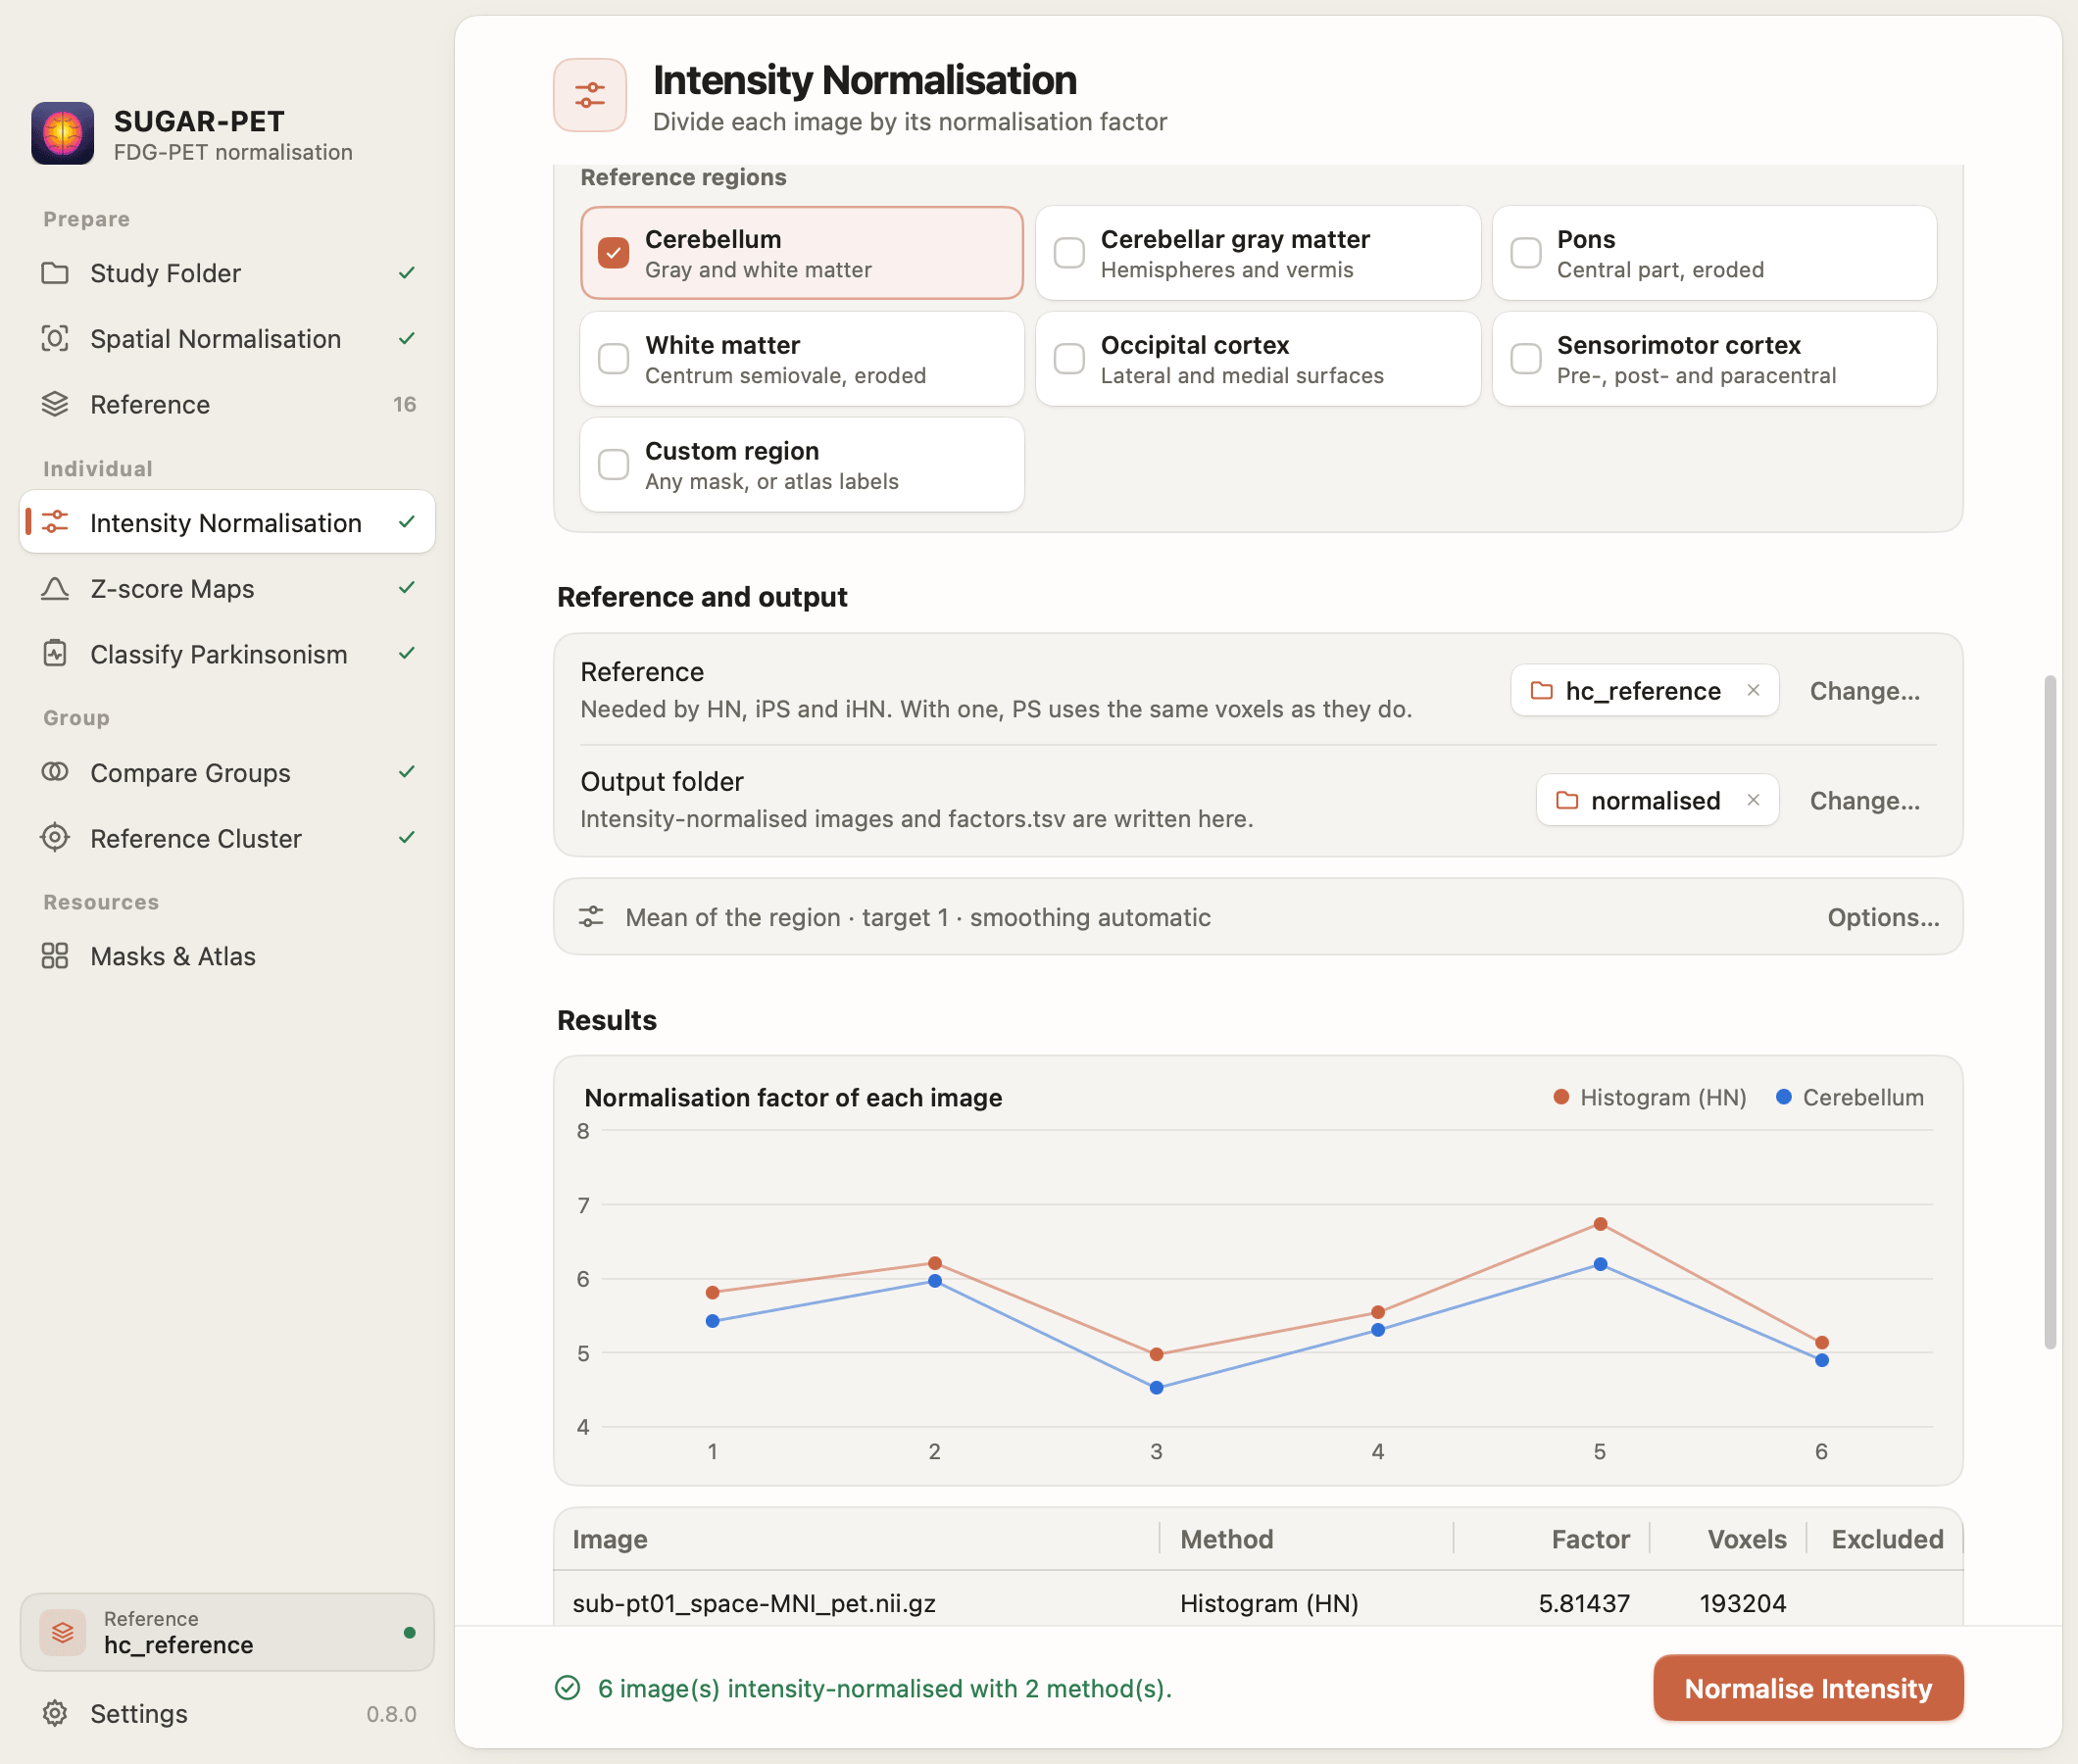 SUGAR-PET
FDG-PET normalisation
Prepare
Study Folder
Spatial Normalisation
Reference 16
Individual
Intensity Normalisation
Z-score Maps
Classify Parkinsonism
Group
Compare Groups
Reference Cluster
Resources
Masks & Atlas
Reference
hc_reference
Settings 0.8.0
Intensity Normalisation
Divide each image by its normalisation factor
Reference regions
Cerebellum
Gray and white matter
Cerebellar gray matter
Hemispheres and vermis
Pons
Central part, eroded
White matter
Centrum semiovale, eroded
Occipital cortex
Lateral and medial surfaces
Sensorimotor cortex
Pre-, post- and paracentral
Custom region
Any mask, or atlas labels
Reference and output
Reference
Needed by HN, iPS and iHN. With one, PS uses the same voxels as they do.
hc_reference × Change...
Output folder
Intensity-normalised images and factors.tsv are written here.
normalised × Change...
Mean of the region · target 1 · smoothing automatic Options...
Results
Normalisation factor of each image Histogram (HN) Cerebellum
8
7
6
5
4
1 2 3 4 5 6
Image Method Factor Voxels Excluded
sub-pt01_space-MNI_pet.nii.gz Histogram (HN) 5.81437 193204
6 image(s) intensity-normalised with 2 method(s).
Normalise Intensity